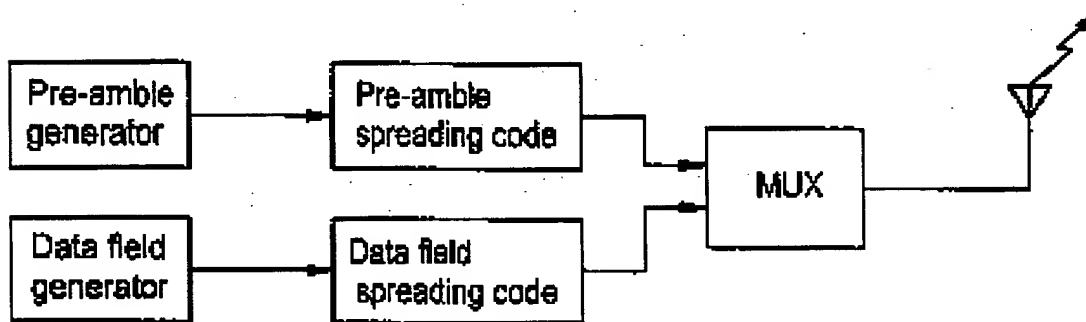 Pre-amble
generator
Pre-amble
spreading code
MUX
Data field
generator
Data field
spreading code